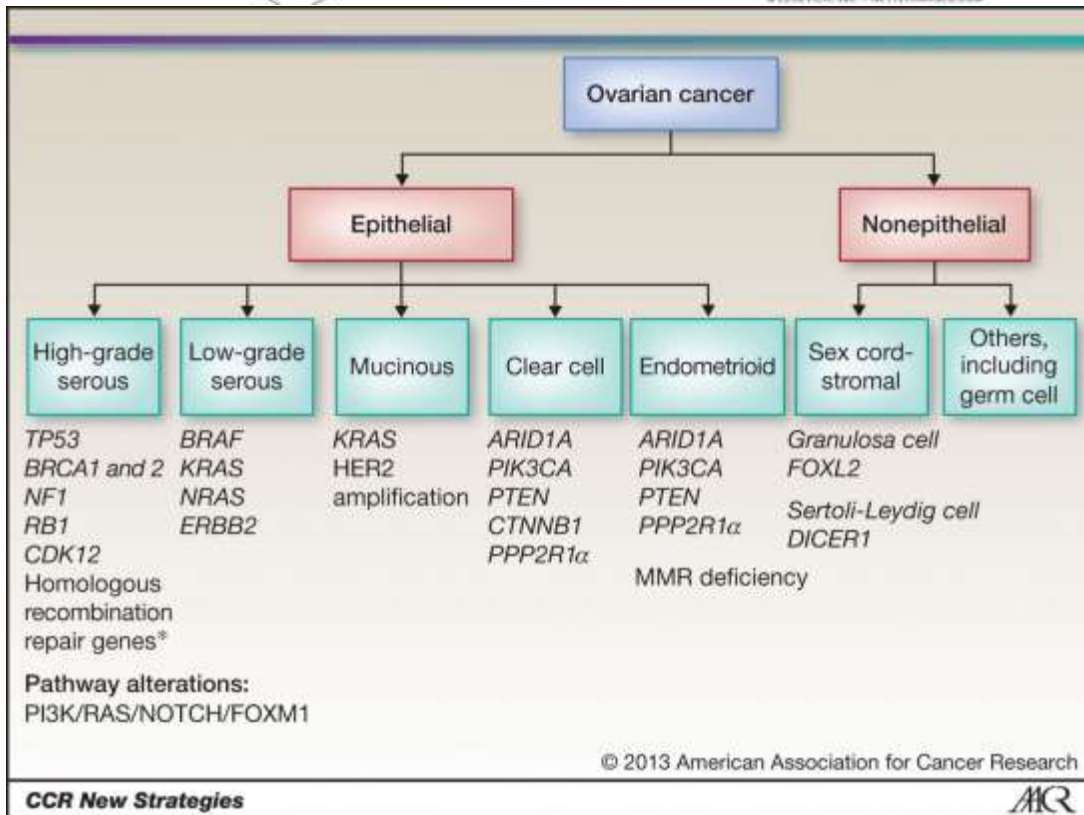 Ovarian cancer
Epithelial
Nonepithelial
High-grade
serous
Low-grade
serous
Mucinous
Clear cell
Endometrioid
Sex cord-
stromal
Others,
including
germ cell
TP53
BRCA1 and 2
NF1
RB1
CDK12
Homologous
recombination
repair genes*
Pathway alterations:
PI3K/RAS/NOTCH/FOXM1
BRAF
KRAS
NRAS
ERBB2
KRAS
HER2
amplification
ARID1A
PIK3CA
PTEN
CTNNB1
PPP2R1α
ARID1A
PIK3CA
PTEN
PPP2R1α
MMR deficiency
Granulosa cell
FOXL2
Sertoli-Leydig cell
DICER1
© 2013 American Association for Cancer Research
CCR New Strategies
AACR